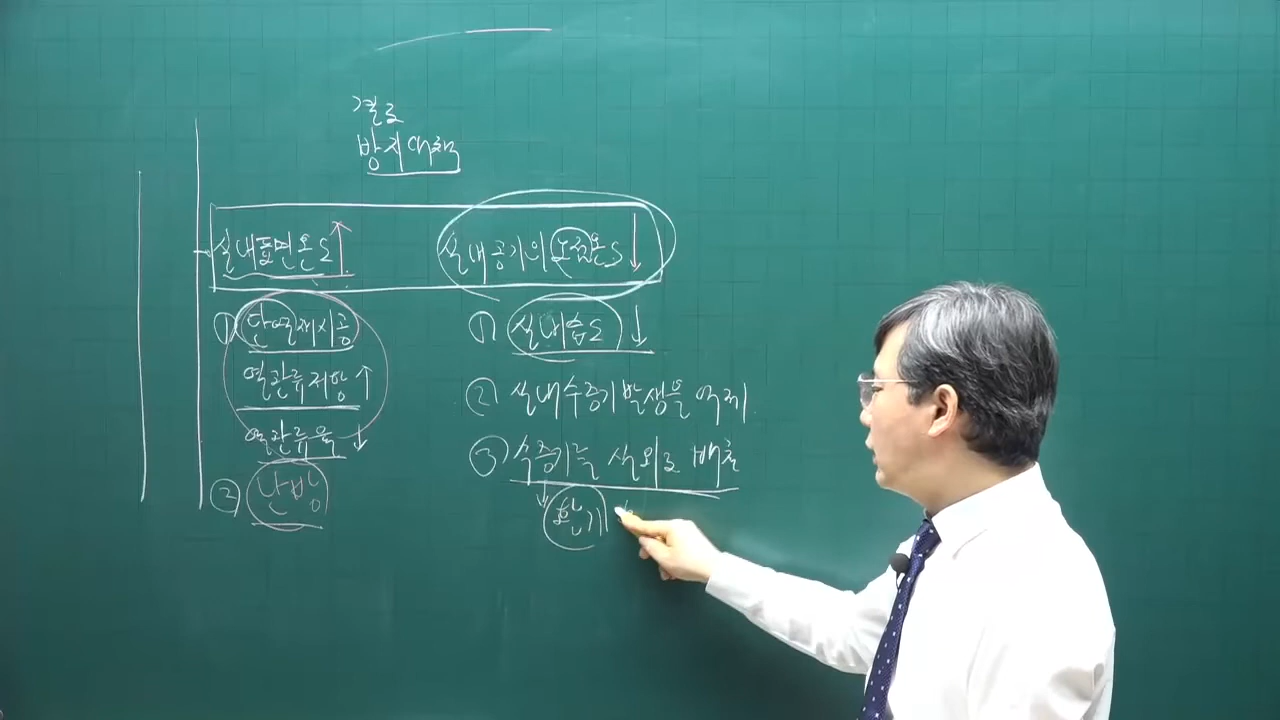 결로
방지대책
실내표면온도↑
실내공기의 노점온도↓
① 단열재시공
열관류저항↑
열관류율↓
② 난방
① 실내습도↓
② 실내수증기발생을 억제
③ 수증기를 실외로 배출
↓
환기